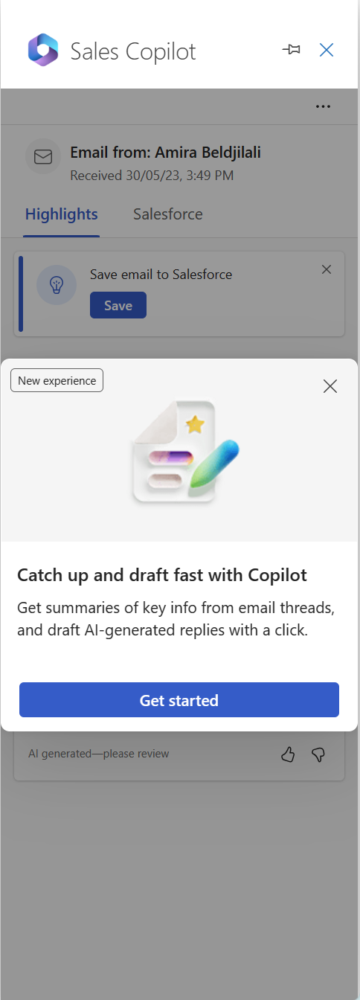 Sales Copilot
Email from: Amira Beldjilali
Received 30/05/23, 3:49 PM
Highlights
Salesforce
Save email to Salesforce
Save
New experience
Catch up and draft fast with Copilot
Get summaries of key info from email threads,
and draft AI-generated replies with a click.
Get started
AI generated—please review